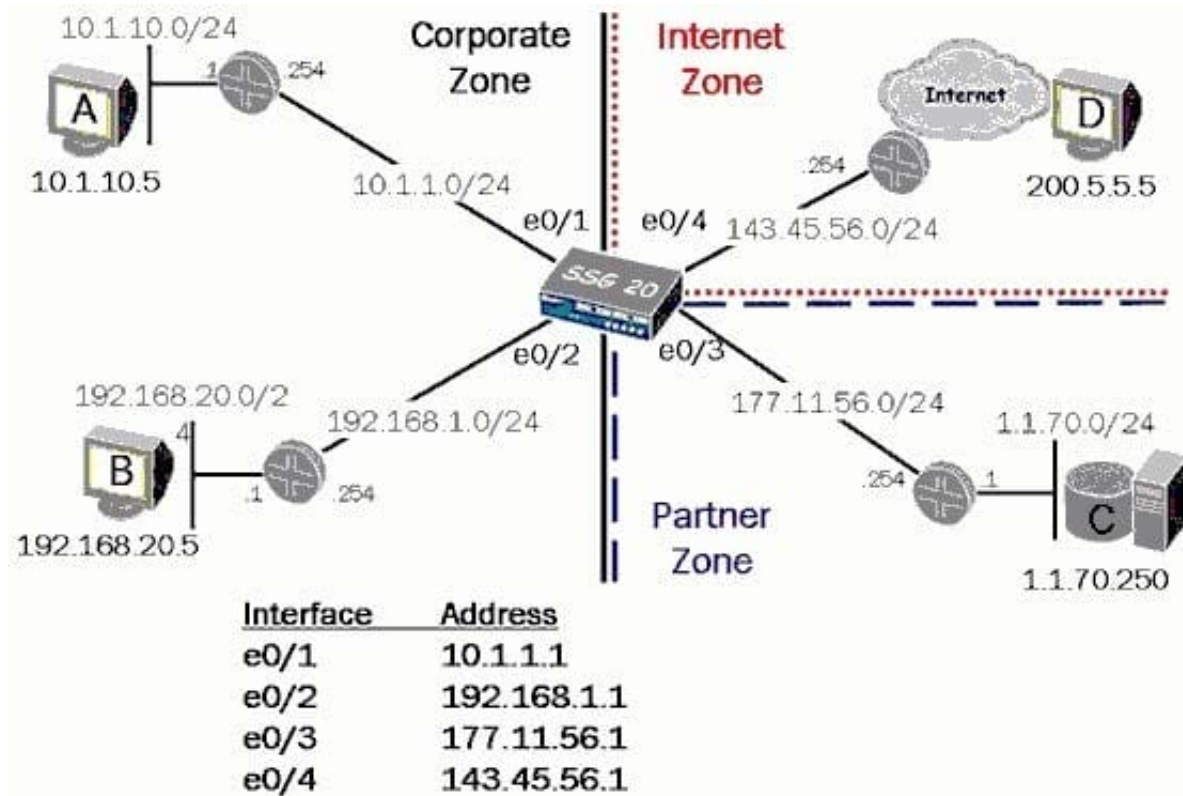 10.1.10.0/24
Corporate
Zone
Internet
Zone
A
.1
.254
Internet
D
10.1.10.5
10.1.1.0/24
.254
200.5.5.5
e0/1
e0/4
143.45.56.0/24
SSG 20
e0/2
e0/3
192.168.20.0/2
4
192.168.1.0/24
177.11.56.0/24
1.1.70.0/24
B
.1
.254
.254
.1
C
192.168.20.5
Partner
Zone
1.1.70.250
Interface Address
e0/1 10.1.1.1
e0/2 192.168.1.1
e0/3 177.11.56.1
e0/4 143.45.56.1